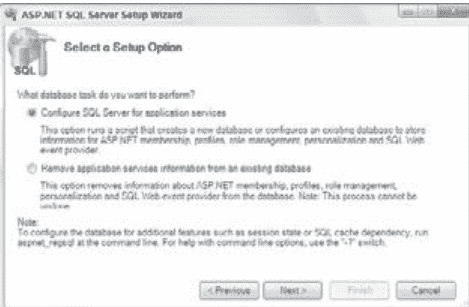 ASP.NET SQL Server Setup Wizard
Select a Setup Option
SQL
What database task do you want to perform?
Configure SQL Server for application services
This option runs a script that creates a new database or configures an existing database to store
information for ASP.NET membership, profiles, role management, personalization and SQL Web
event provider.
Remove application services information from an existing database
This option removes information about ASP.NET membership, profiles, role management,
personalization and SQL Web event provider from the database. Note: This process cannot be
undone.
Note:
To configure the database for additional features such as session state or SQL cache dependency, run
aspnet_regsql at the command line. For help with command line options, use the "-?" switch.
< Previous
Next >
Finish
Cancel